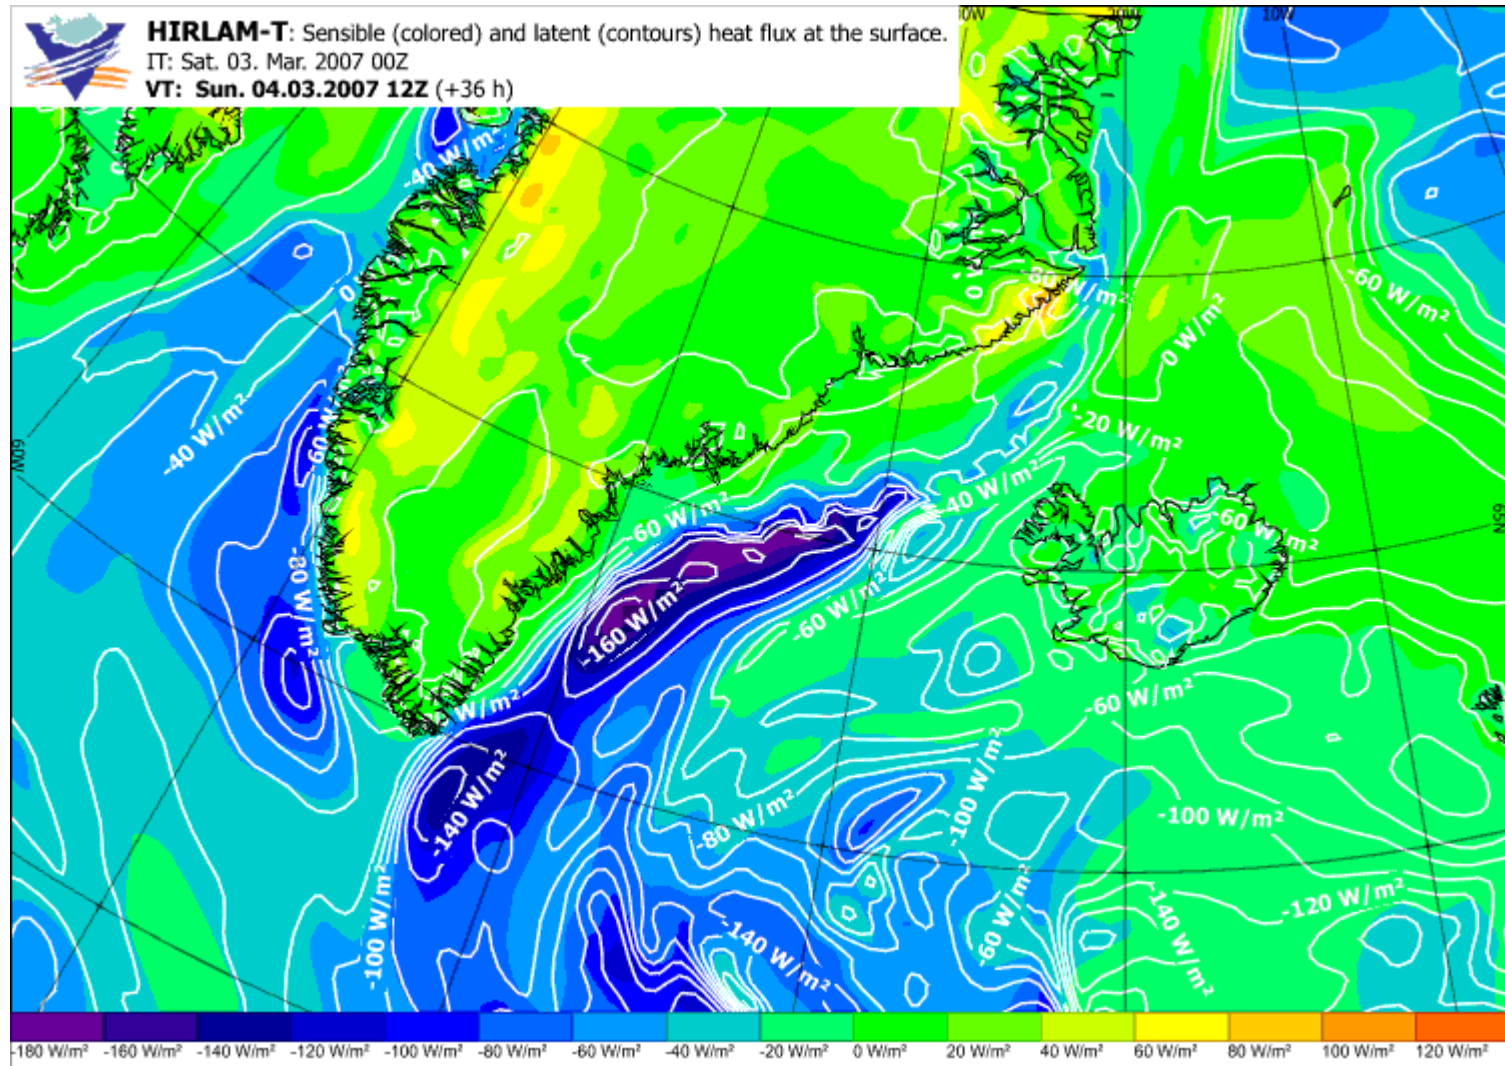 HIRLAM-T: Sensible (colored) and latent (contours) heat flux at the surface.
IT: Sat. 03. Mar. 2007 00Z
VT: Sun. 04.03.2007 12Z (+36 h)
20W
10W
-40 W/m²
-60 W/m²
-80 W/m²
0
0 W/m²
-40 W/m²
-20 W/m²
60W
-40 W/m²
-60 W/m²
-60 W/m²
65N
-80 W/m²
-60 W/m²
-160 W/m²
-60 W/m²
W/m²
-140 W/m²
-100 W/m²
-80 W/m²
-100 W/m²
-100 W/m²
-140 W/m²
-60 W/m²
-140 W/m²
-120 W/m²
-180 W/m² -160 W/m² -140 W/m² -120 W/m² -100 W/m² -80 W/m² -60 W/m² -40 W/m² -20 W/m² 0 W/m² 20 W/m² 40 W/m² 60 W/m² 80 W/m² 100 W/m² 120 W/m²